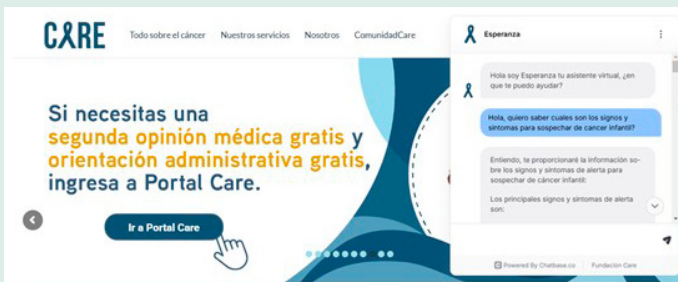 CARE
Todo sobre el cáncer Nuestros servicios Nosotros ComunidadCare
Si necesitas una
segunda opinión médica gratis y
orientación administrativa gratis,
ingresa a Portal Care.
Ir a Portal Care
Esperanza
Hola soy Esperanza tu asistente virtual, ¿en
que te puedo ayudar?
Hola, quiero saber cuales son los signos y
sintomas para sospechar de cancer infantil?
Entiendo, te proporcionaré la información so-
bre los signos y síntomas de alerta para
sospechar de cáncer infantil:
Los principales signos y síntomas de alerta
son:
Powered By Chatbase.co Fundación Care